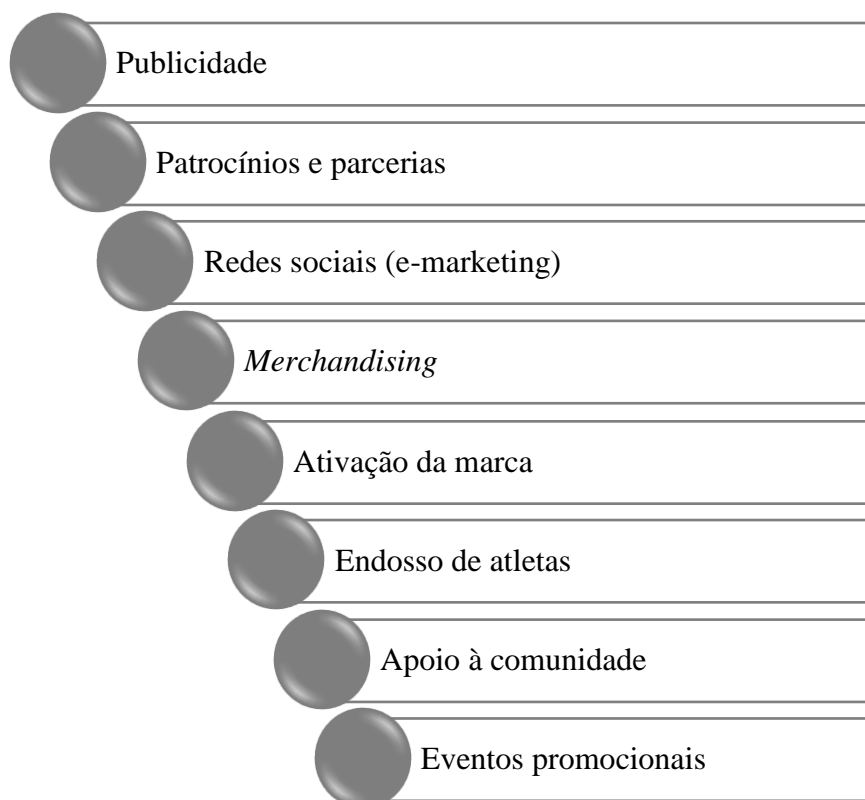 Publicidade
Patrocínios e parcerias
Redes sociais (e-marketing)
Merchandising
Ativação da marca
Endosso de atletas
Apoio à comunidade
Eventos promocionais